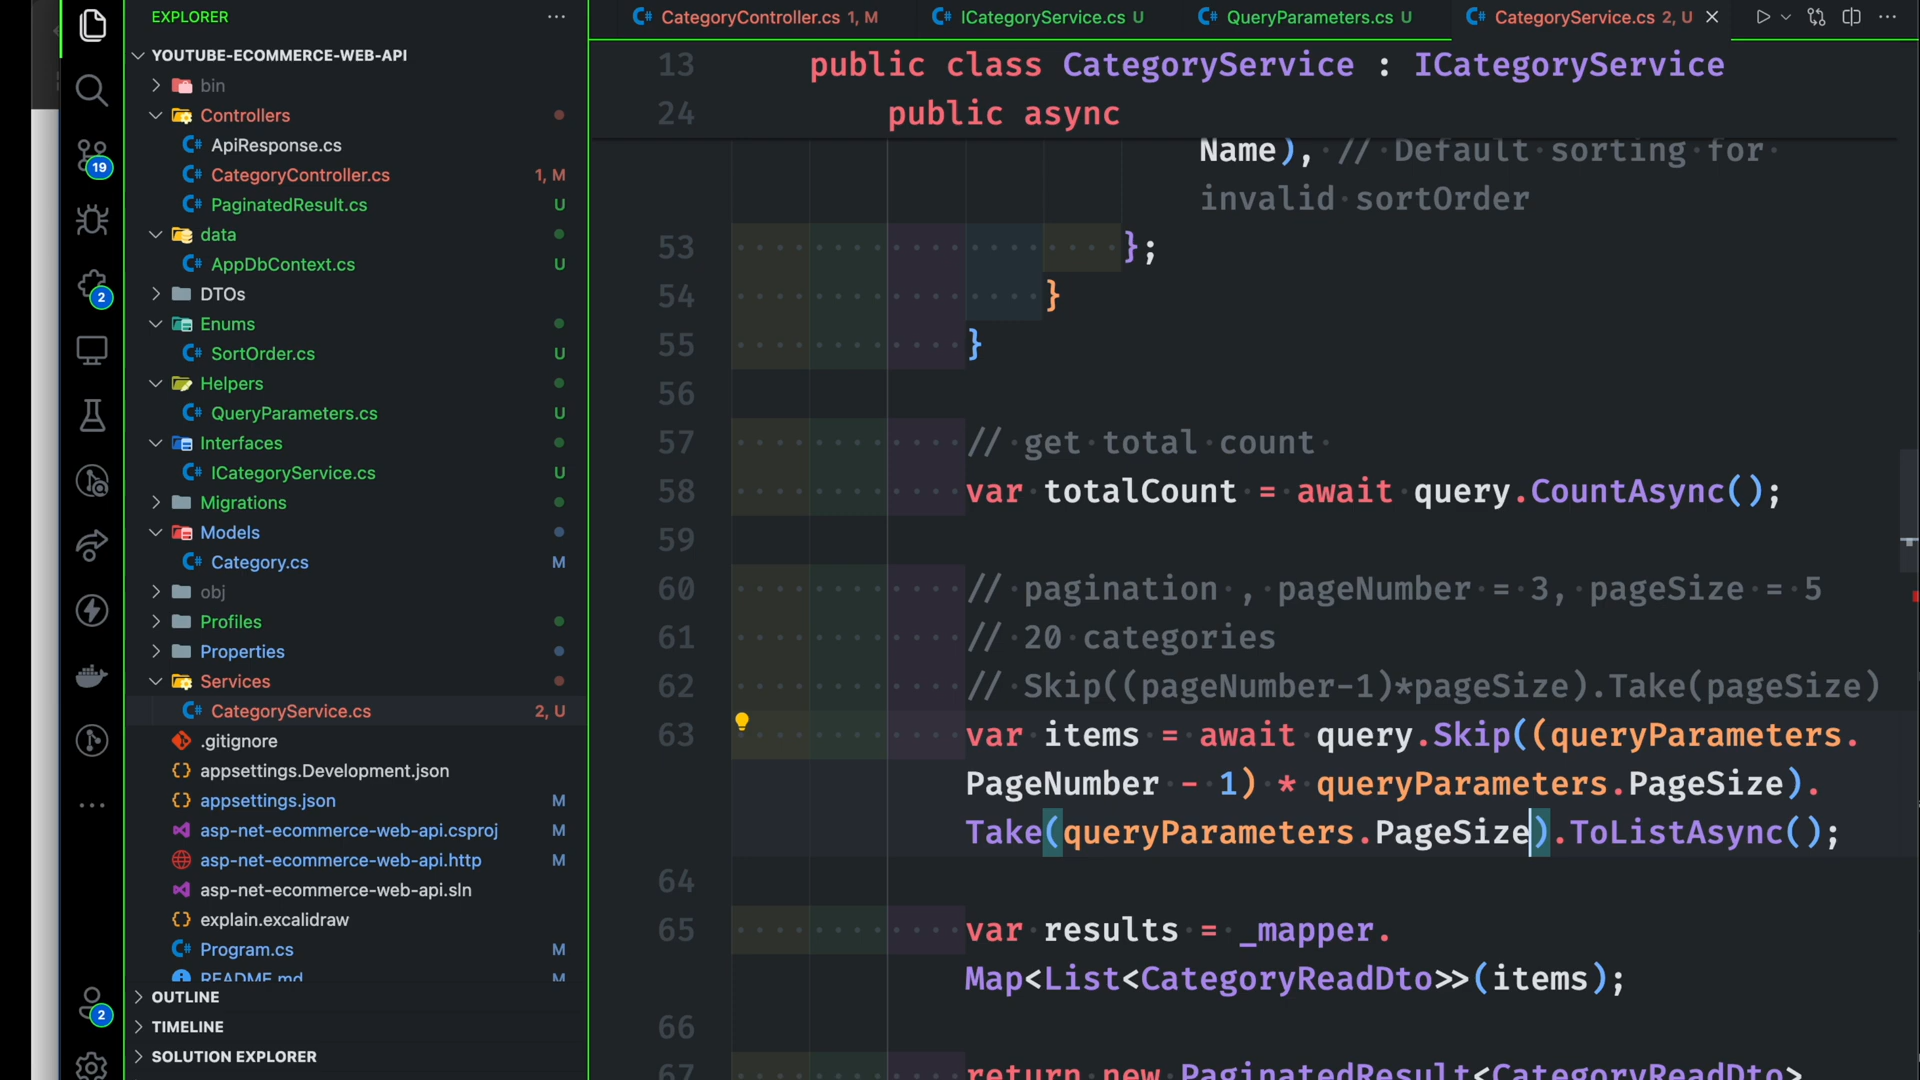 EXPLORER
YOUTUBE-ECOMMERCE-WEB-API
bin
Controllers
ApiResponse.cs
CategoryController.cs 1, M
PaginatedResult.cs U
data
AppDbContext.cs U
DTOs
Enums
SortOrder.cs U
Helpers
QueryParameters.cs U
Interfaces
ICategoryService.cs U
Migrations
Models
Category.cs M
obj
Profiles
Properties
Services
CategoryService.cs 2, U
.gitignore
appsettings.Development.json
appsettings.json M
asp-net-ecommerce-web-api.csproj M
asp-net-ecommerce-web-api.http M
asp-net-ecommerce-web-api.sln
explain.excalidraw
Program.cs M
README.md M
OUTLINE
TIMELINE
SOLUTION EXPLORER
19
2
2
CategoryController.cs 1, M ICategoryService.cs U QueryParameters.cs U CategoryService.cs 2, U
13 public class CategoryService : ICategoryService
24 public async
Name), // Default sorting for
invalid sortOrder
53 };
54 }
55 }
56
57 // get total count
58 var totalCount = await query.CountAsync();
59
60 // pagination , pageNumber = 3, pageSize = 5
61 // 20 categories
62 // Skip((pageNumber-1)*pageSize).Take(pageSize)
63 var items = await query.Skip((queryParameters.
PageNumber - 1) * queryParameters.PageSize).
Take(queryParameters.PageSize).ToListAsync();
64
65 var results = _mapper.
Map<List<CategoryReadDto>>(items);
66
67 return new PaginatedResult<CategoryReadDto>